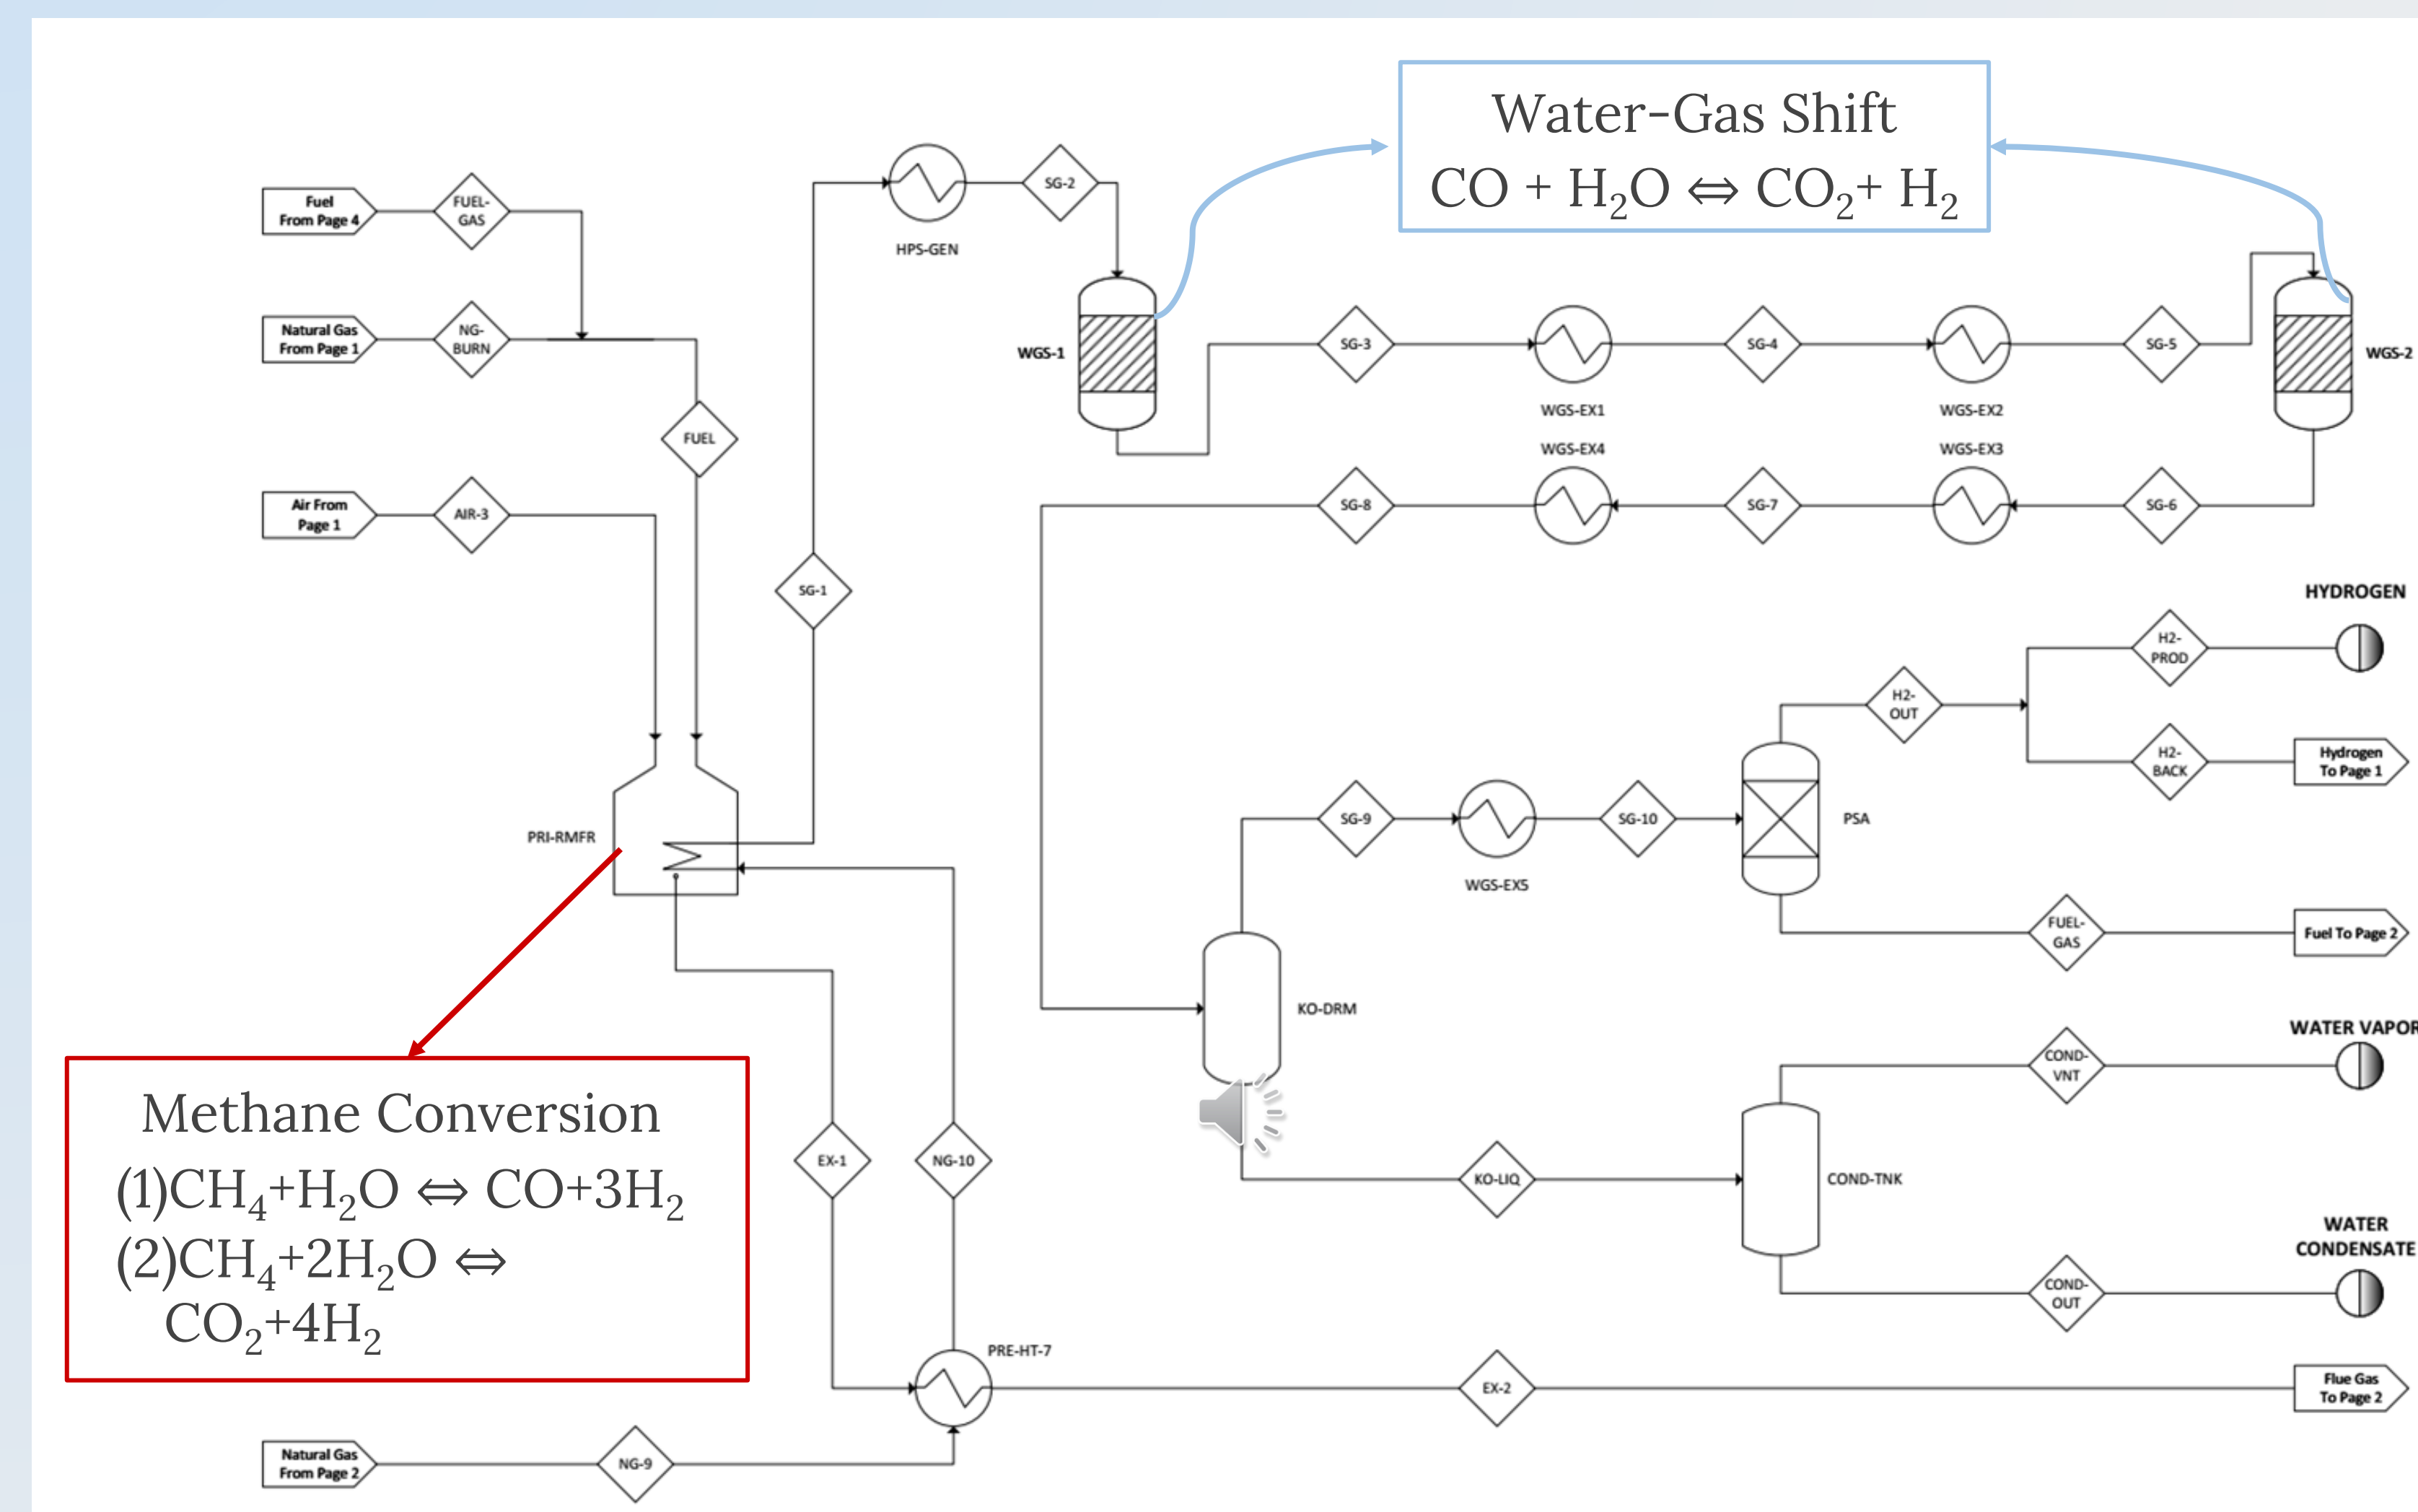 Water-Gas Shift
CO + H₂O ⇔ CO₂+ H₂
Fuel
From Page 4
FUEL-
GAS
Natural Gas
From Page 1
NG-
BURN
FUEL
Air From
Page 1
AIR-3
SG-1
HPS-GEN
SG-2
WGS-1
SG-3
WGS-EX1
SG-4
WGS-EX2
SG-5
WGS-2
WGS-EX4
WGS-EX3
SG-8
SG-7
SG-6
HYDROGEN
H2-
PROD
H2-
OUT
H2-
BACK
Hydrogen
To Page 1
PRI-RMFR
SG-9
WGS-EX5
SG-10
PSA
FUEL-
GAS
Fuel To Page 2
KO-DRM
WATER VAPOR
COND-
VNT
Methane Conversion
(1)CH₄+H₂O ⇔ CO+3H₂
(2)CH₄+2H₂O ⇔
CO₂+4H₂
EX-1
NG-10
KO-LIQ
COND-TNK
WATER
CONDENSATE
COND-
OUT
PRE-HT-7
EX-2
Flue Gas
To Page 2
Natural Gas
From Page 2
NG-9